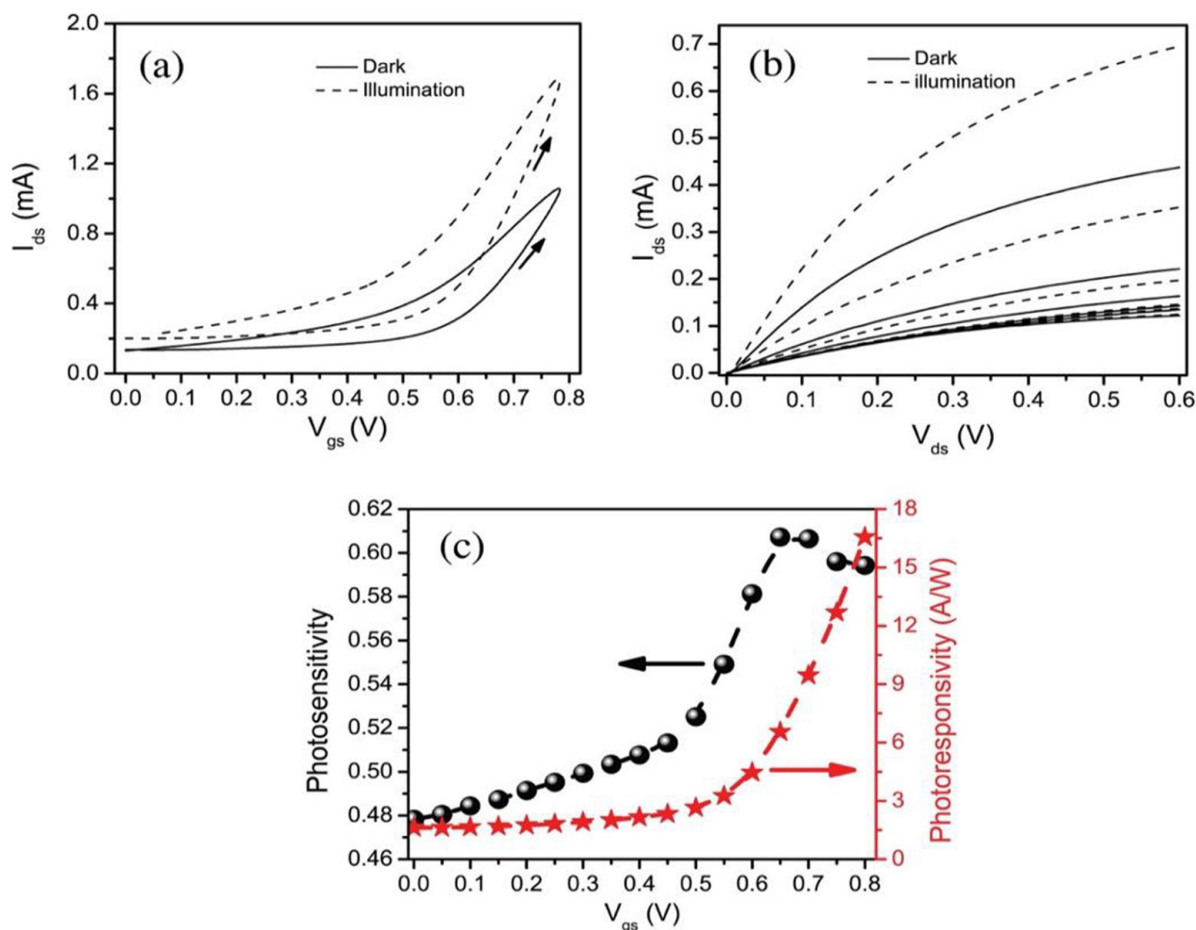 (a)
Dark
Illumination
2.0
1.6
1.2
0.8
0.4
0.0
I_ds (mA)
0.0 0.1 0.2 0.3 0.4 0.5 0.6 0.7 0.8
V_gs (V)
(b)
Dark
illumination
0.7
0.6
0.5
0.4
0.3
0.2
0.1
0.0
I_ds (mA)
0.0 0.1 0.2 0.3 0.4 0.5 0.6
V_ds (V)
(c)
0.62
0.60
0.58
0.56
0.54
0.52
0.50
0.48
0.46
Photosensitivity
18
15
12
9
6
3
0
Photoresponsivity (A/W)
0.0 0.1 0.2 0.3 0.4 0.5 0.6 0.7 0.8
V_gs (V)